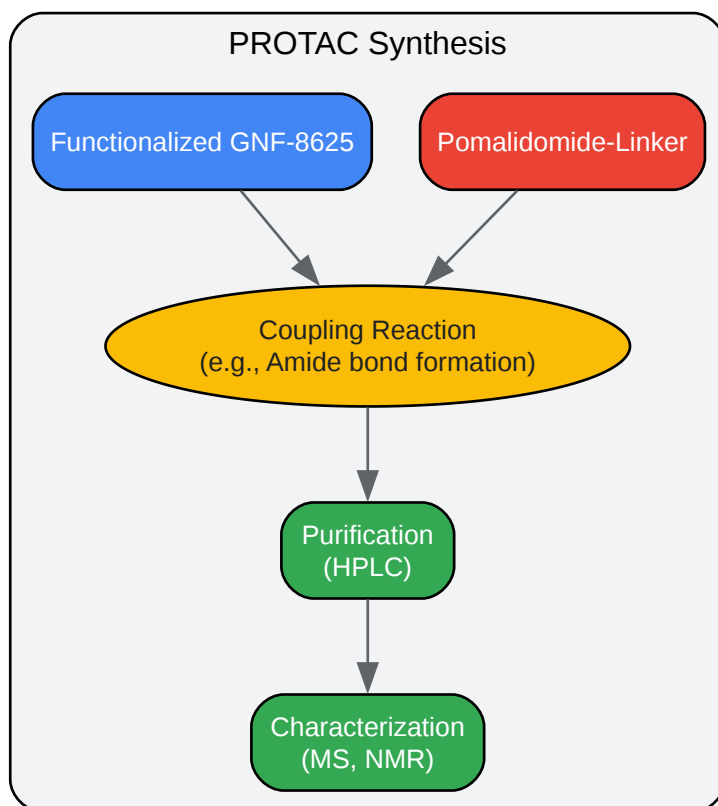 PROTAC Synthesis
Functionalized GNF-8625
Pomalidomide-Linker
Coupling Reaction
(e.g., Amide bond formation)
Purification
(HPLC)
Characterization
(MS, NMR)